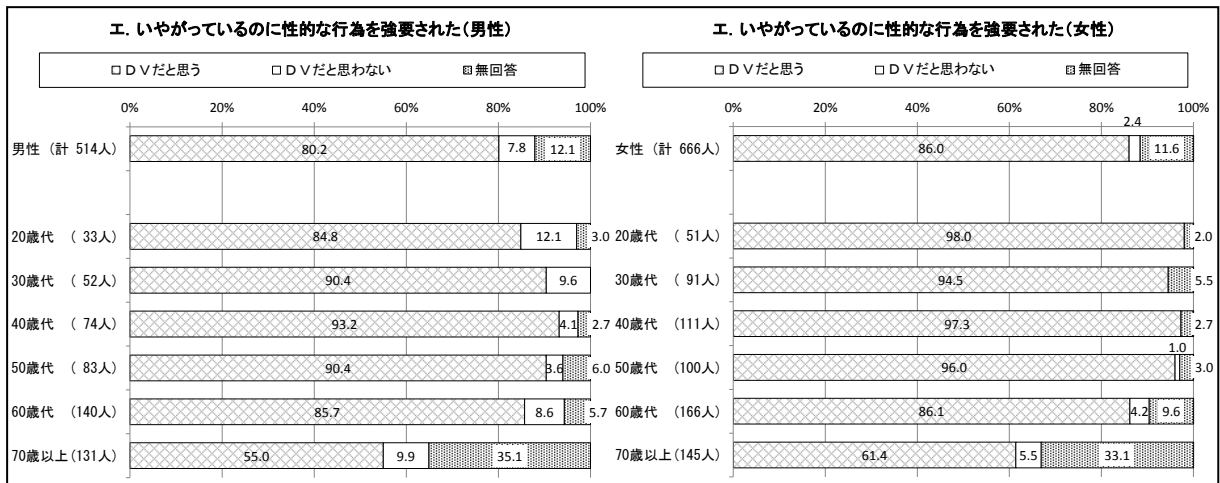 エ. いやがっているのに性的な行為を強要された(男性)
□ＤＶだと思う □ＤＶだと思わない 無回答
0% 20% 40% 60% 80% 100%
男性 (計 514人) 80.2 7.8 12.1
20歳代 ( 33人) 84.8 12.1 3.0
30歳代 ( 52人) 90.4 9.6
40歳代 ( 74人) 93.2 4.1 2.7
50歳代 ( 83人) 90.4 3.6 6.0
60歳代 (140人) 85.7 8.6 5.7
70歳以上(131人) 55.0 9.9 35.1
エ. いやがっているのに性的な行為を強要された(女性)
□ＤＶだと思う □ＤＶだと思わない 無回答
0% 20% 40% 60% 80% 100%
女性 (計 666人) 86.0 2.4 11.6
20歳代 ( 51人) 98.0 2.0
30歳代 ( 91人) 94.5 5.5
40歳代 (111人) 97.3 2.7
50歳代 (100人) 96.0 1.0 3.0
60歳代 (166人) 86.1 4.2 9.6
70歳以上(145人) 61.4 5.5 33.1